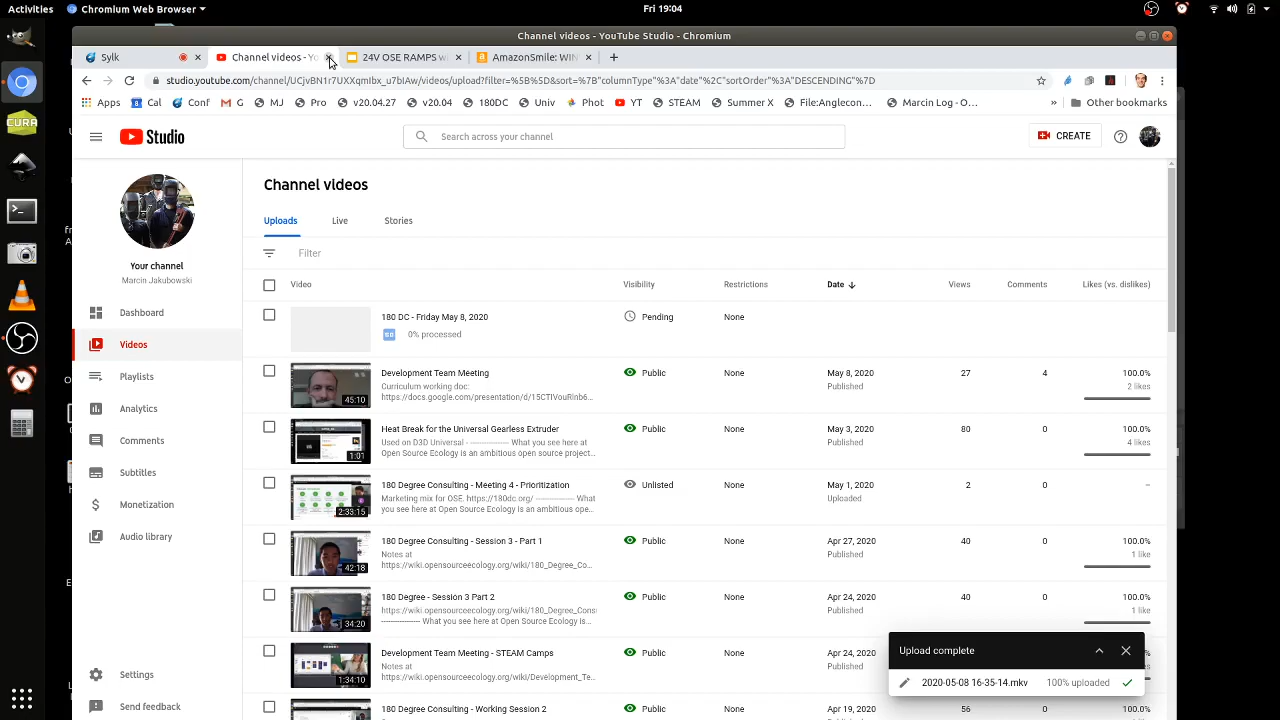 Activities
Chromium Web Browser
Fri 19:04
Channel videos - YouTube Studio - Chromium
Sylk
Channel videos - Yo
24V OSE RAMPS wi
AmazonSmile: WIN
studio.youtube.com/channel/UCjvBN1r7UXXqmIbx_u7bIAw/videos/upload?filter=%5B%5D&sort=%7B"columnType"%3A"date"%2C"sortOrder"%3A"DESCENDING"%7D
Apps
Cal
Conf
G
MJ
Pro
v20.04.27
v20.04
180DC
Univ
Phot
YT
STEAM
Summer X
File:Anglecon...
Marcin Log - O...
»
Other bookmarks
CURA
Studio
Search across your channel
CREATE
Channel videos
Uploads
Live
Stories
Filter
Your channel
Marcin Jakubowski
Dashboard
Videos
Playlists
Analytics
Comments
Subtitles
Monetization
Audio library
Settings
Send feedback
Video
Visibility
Restrictions
Date
Views
Comments
Likes (vs. dislikes)
180 DC - Friday May 8, 2020
0% processed
Pending
None
45:10
Development Team Meeting
Curriculum working doc:
https://docs.google.com/presentation/d/15CTIVouRlnb6...
Public
None
May 8, 2020
Published
27
4
100.0%
2 likes
1:01
Heat Break for the Universal Gearless Extruder
Used on D3D Universal - ---------------- What you see here at
Open Source Ecology is an ambitious open source project...
Public
None
May 3, 2020
Published
80
0
100.0%
4 likes
2:33:15
180 Degree Consulting - Meeting 4 - Prioritization
Marketing mix for OSE. https://180dc.org/ ---------------- What
you see here at Open Source Ecology is an ambitious open ...
Unlisted
None
May 1, 2020
Uploaded
2
0
–
42:18
180 Degree Consulting - Session 3 - Part 1
Notes at
https://wiki.opensourceecology.org/wiki/180_Degree_Co...
Public
None
Apr 27, 2020
Published
40
0
100.0%
1 like
34:20
180 Degree - Session 3 Part 2
https://wiki.opensourceecology.org/wiki/180_Degree_Cons
---------------- What you see here at Open Source Ecology is...
Public
None
Apr 24, 2020
Published
40
0
100.0%
1 like
1:34:10
Development Team Meeting - STEAM Camps
Notes at
https://wiki.opensourceecology.org/wiki/Development_Te...
Public
None
Apr 24, 2020
Published
180 Degree Consulting - Working Session 2
Public
None
Apr 19, 2020
56
0
100.0%
Upload complete
2020-05-08 16-35-14.mkv
100% uploaded